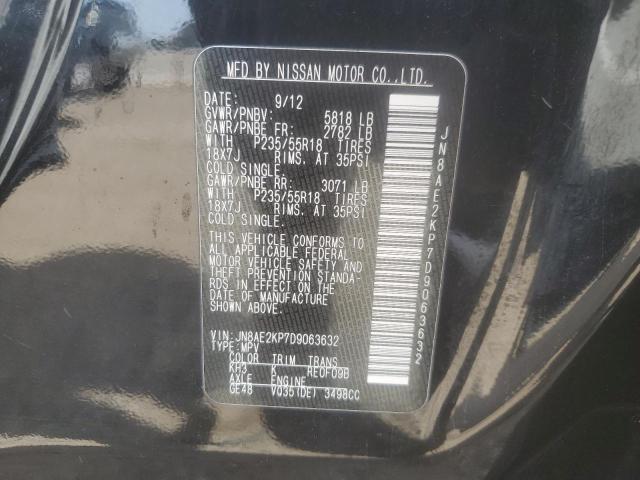 MFD BY NISSAN MOTOR CO.,LTD.
DATE: 9/12
GVWR/PNBV: 5818 LB
GAWR/PNBE FR: 2782 LB
WITH P235/55R18 TIRES
18X7J RIMS. AT 35PSI
COLD SINGLE.
GAWR/PNBE RR: 3071 LB
WITH P235/55R18 TIRES
18X7J RIMS. AT 35PSI
COLD SINGLE.
THIS VEHICLE CONFORMS TO
ALL APPLICABLE FEDERAL
MOTOR VEHICLE SAFETY AND
THEFT PREVENTION STANDA-
RDS IN EFFECT ON THE
DATE OF MANUFACTURE
SHOWN ABOVE.
VIN: JN8AE2KP7D9063632
TYPE: MPV
COLOR TRIM TRANS
KH3 K RE0F09B
AXLE ENGINE
GE48 VQ35(DE) 3498CC
JN8AE2KP7D9063632